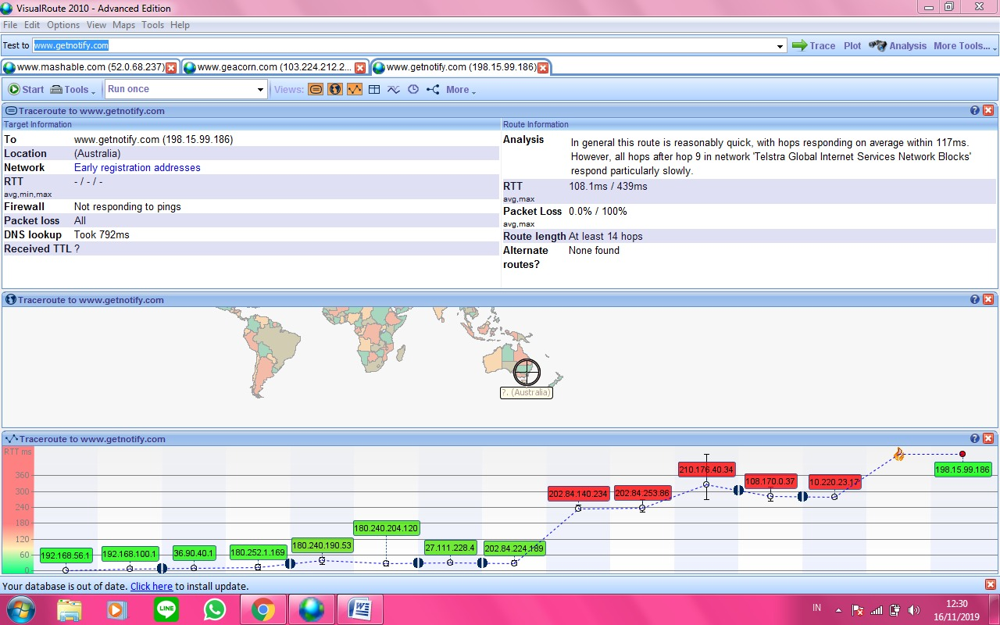 VisualRoute 2010 - Advanced Edition
File Edit Options View Maps Tools Help
Test to www.getnotify.com Trace Plot Analysis More Tools...
www.mashable.com (52.0.68.237) www.geacorn.com (103.224.212.2... www.getnotify.com (198.15.99.186)
Start Tools Run once Views: More
Traceroute to www.getnotify.com
Target Information
To www.getnotify.com (198.15.99.186)
Location (Australia)
Network Early registration addresses
RTT - / - / -
avg,min,max
Firewall Not responding to pings
Packet loss All
DNS lookup Took 792ms
Received TTL ?
Route Information
Analysis In general this route is reasonably quick, with hops responding on average within 117ms.
However, all hops after hop 9 in network 'Telstra Global Internet Services Network Blocks'
respond particularly slowly.
RTT 108.1ms / 439ms
avg,max
Packet Loss 0.0% / 100%
avg,max
Route length At least 14 hops
Alternate None found
routes?
Traceroute to www.getnotify.com
?. (Australia)
Traceroute to www.getnotify.com
RTT ms
360
300
240
180
120
60
0
192.168.56.1
192.168.100.1
36.90.40.1
180.252.1.169
180.240.190.53
180.240.204.120
27.111.228.4
202.84.224.189
202.84.140.234
202.84.253.86
210.176.40.34
108.170.0.37
10.220.23.17
198.15.99.186
Your database is out of date. Click here to install update.
LINE
W
IN
12:30
16/11/2019